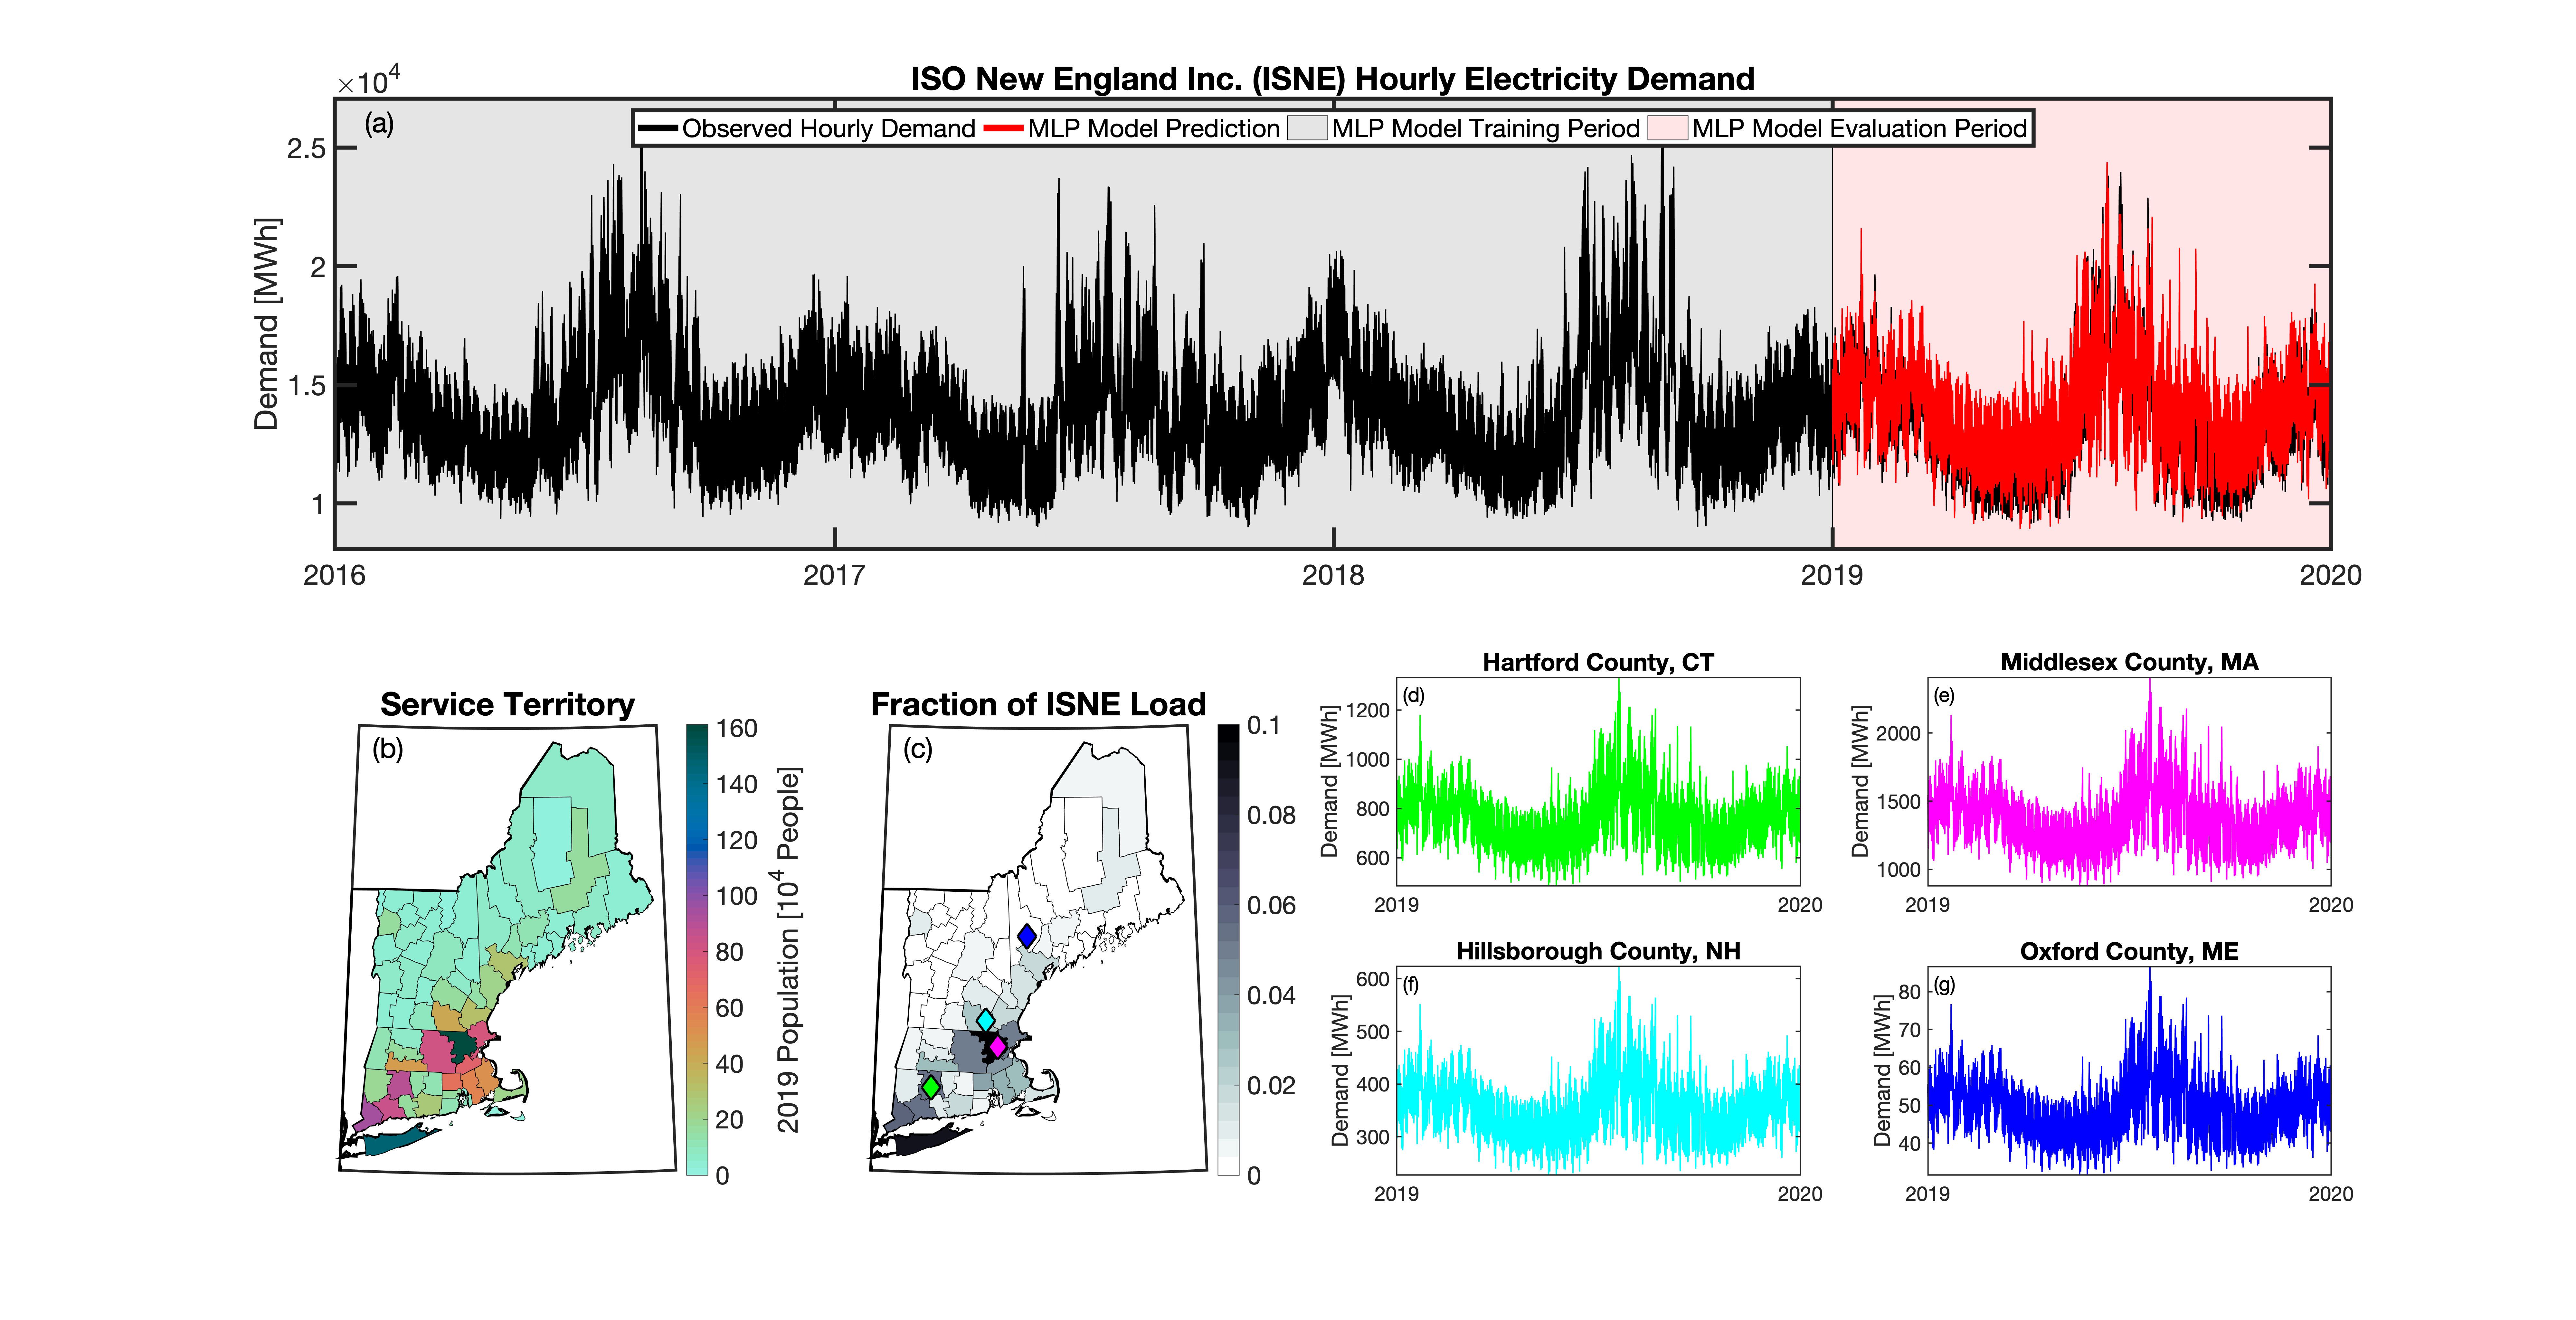 ISO New England Inc. (ISNE) Hourly Electricity Demand
×10^4
(a)
Observed Hourly Demand MLP Model Prediction MLP Model Training Period MLP Model Evaluation Period
Demand [MWh]
2.5
2
1.5
1
2016 2017 2018 2019 2020
Service Territory
(b)
160
140
120
100
80
60
40
20
0
2019 Population [10^4 People]
Fraction of ISNE Load
(c)
0.1
0.08
0.06
0.04
0.02
0
Hartford County, CT
(d)
Demand [MWh]
1200
1000
800
600
2019 2020
Middlesex County, MA
(e)
Demand [MWh]
2000
1500
1000
2019 2020
Hillsborough County, NH
(f)
Demand [MWh]
600
500
400
300
2019 2020
Oxford County, ME
(g)
Demand [MWh]
80
70
60
50
40
2019 2020